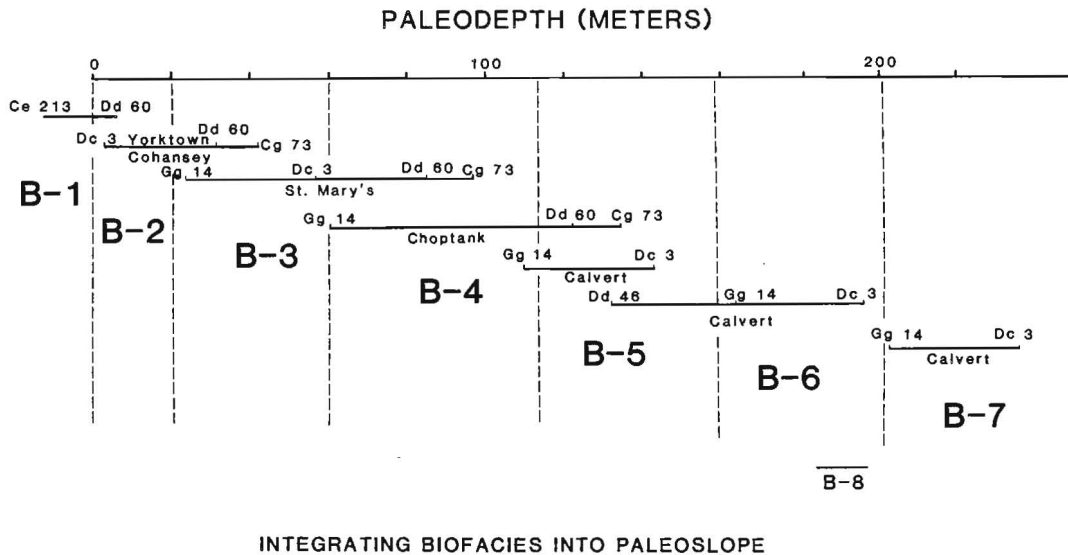 PALEODEPTH (METERS)
0 100 200
Ce 213 Dd 60
Dc 3 Yorktown Dd 60 Cg 73
Cohansey
Gg 14 Dc 3 Dd 60 Cg 73
St. Mary's
B-1
B-2
Gg 14 Dd 60 Cg 73
Choptank
B-3
Gg 14 Dc 3
Calvert
B-4
Dd 46 Gg 14 Dc 3
Calvert
B-5
Gg 14 Dc 3
Calvert
B-6
B-7
B-8
INTEGRATING BIOFACIES INTO PALEOSLOPE